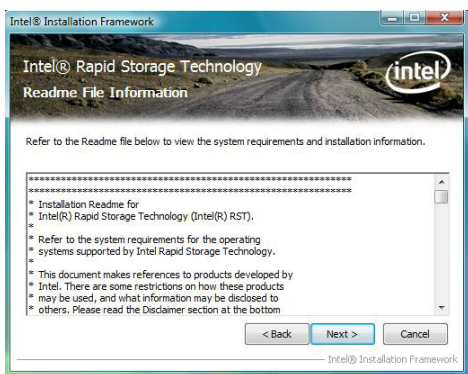 Intel® Installation Framework
Intel® Rapid Storage Technology
Readme File Information
intel
Refer to the Readme file below to view the system requirements and installation information.
******************************************************
******************************************************
* Installation Readme for
* Intel(R) Rapid Storage Technology (Intel(R) RST).
*
* Refer to the system requirements for the operating
* systems supported by Intel Rapid Storage Technology.
*
* This document makes references to products developed by
* Intel. There are some restrictions on how these products
* may be used, and what information may be disclosed to
* others. Please read the Disclaimer section at the bottom
< Back Next > Cancel
Intel® Installation Framework